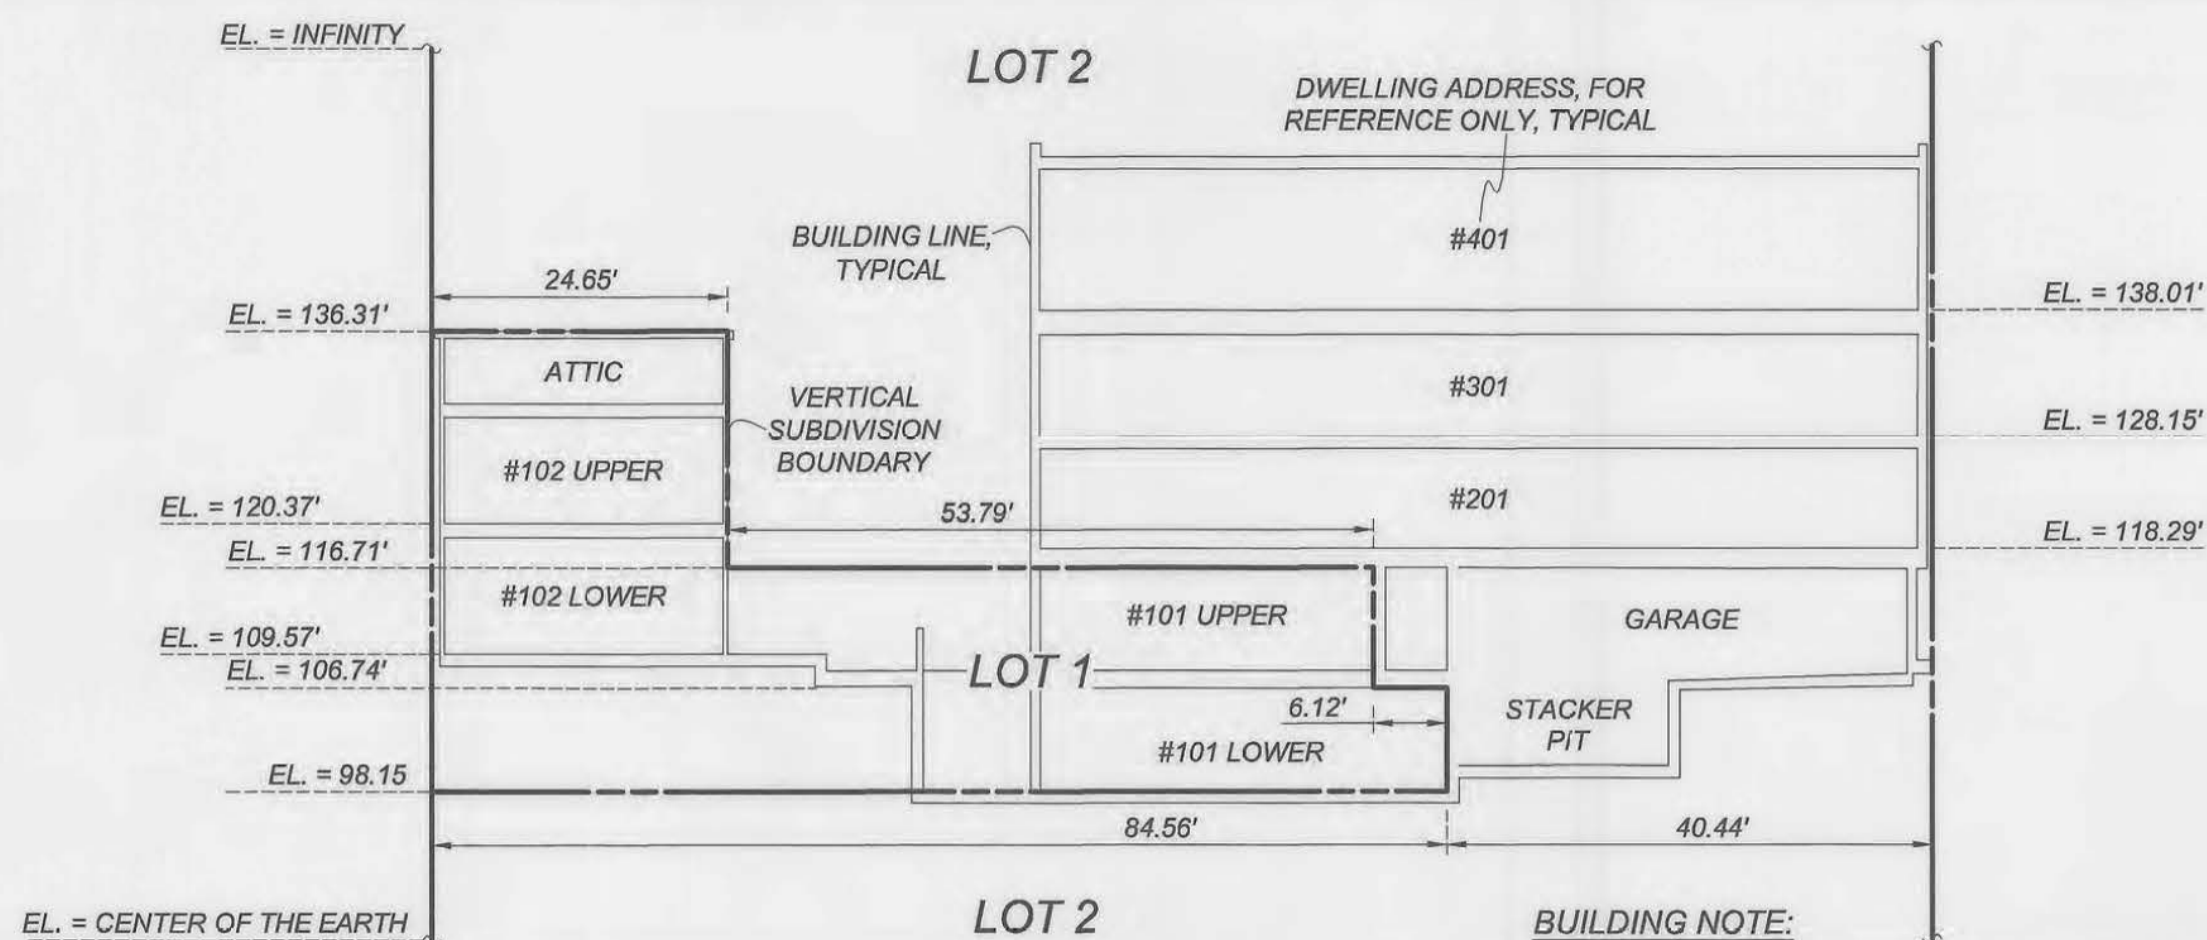 EL. = INFINITY
LOT 2
DWELLING ADDRESS, FOR
REFERENCE ONLY, TYPICAL
BUILDING LINE,
TYPICAL
#401
24.65'
EL. = 136.31'
EL. = 138.01'
ATTIC
#301
VERTICAL
SUBDIVISION
BOUNDARY
EL. = 128.15'
#102 UPPER
#201
EL. = 120.37'
53.79'
EL. = 118.29'
EL. = 116.71'
#102 LOWER
#101 UPPER
GARAGE
EL. = 109.57'
EL. = 106.74'
LOT 1
6.12'
STACKER
PIT
#101 LOWER
EL. = 98.15
84.56'
40.44'
EL. = CENTER OF THE EARTH
LOT 2
BUILDING NOTE: